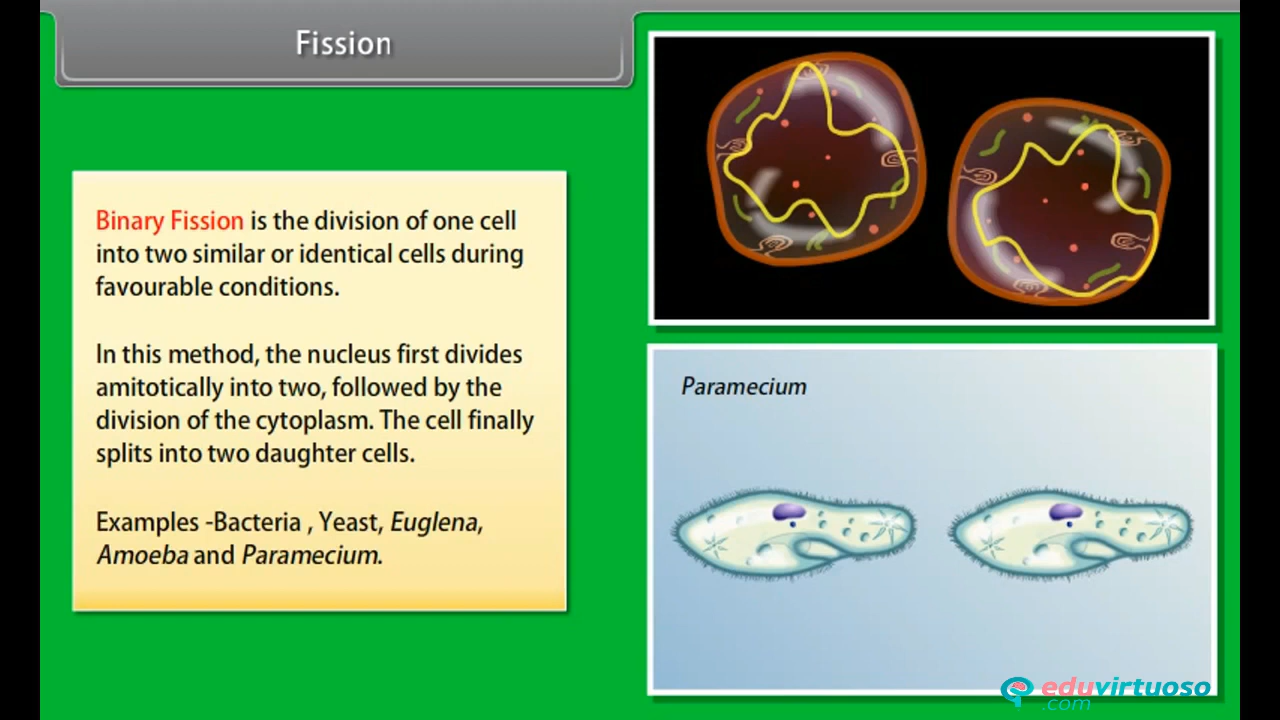 Fission
Binary Fission is the division of one cell
into two similar or identical cells during
favourable conditions.
In this method, the nucleus first divides
amitotically into two, followed by the
division of the cytoplasm. The cell finally
splits into two daughter cells.
Examples -Bacteria , Yeast, Euglena,
Amoeba and Paramecium.
Paramecium
eduvirtuoso
.com